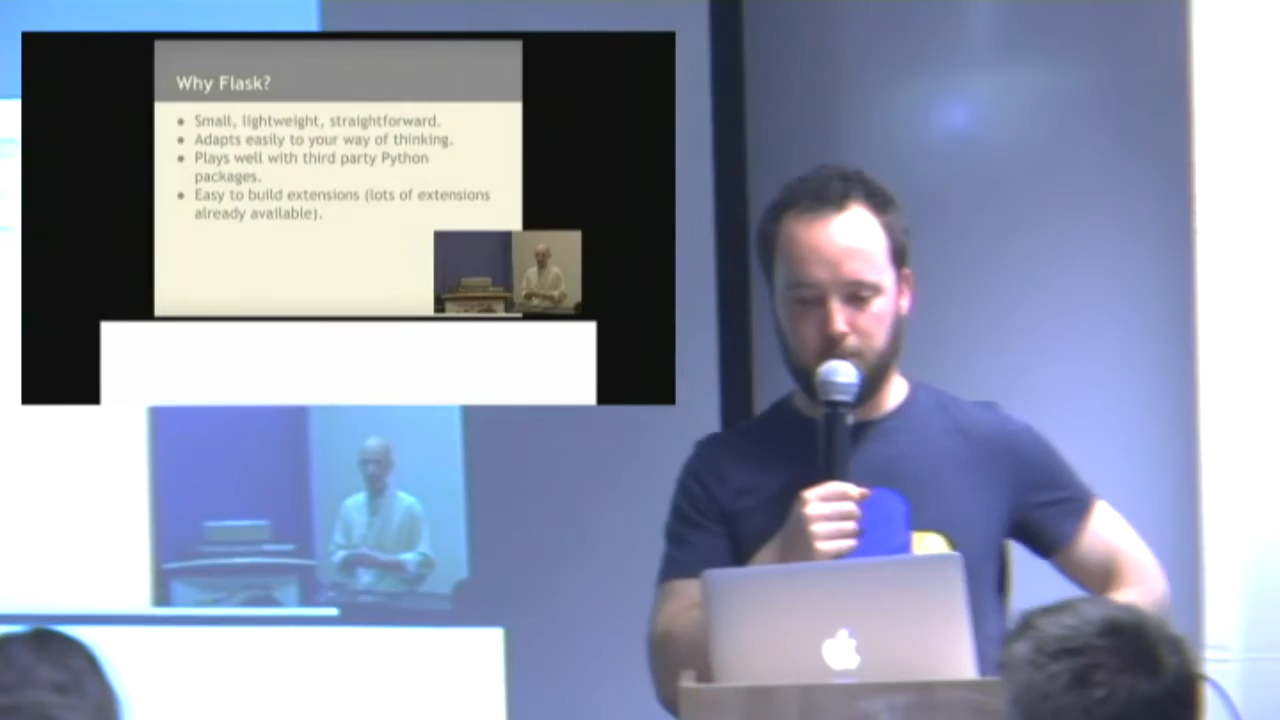 Why Flask?
● Small, lightweight, straightforward.
● Adapts easily to your way of thinking.
● Plays well with third party Python
packages.
● Easy to build extensions (lots of extensions
already available).